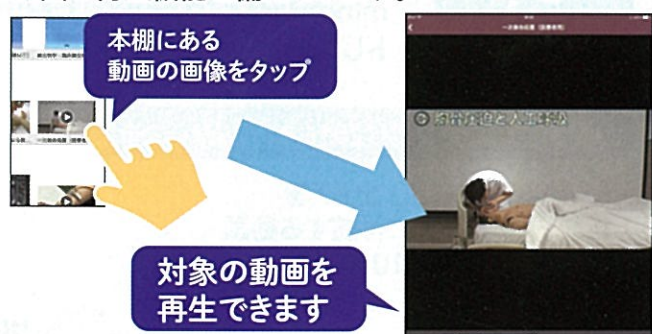 本棚にある
動画の画像をタップ
対象の動画を
再生できます